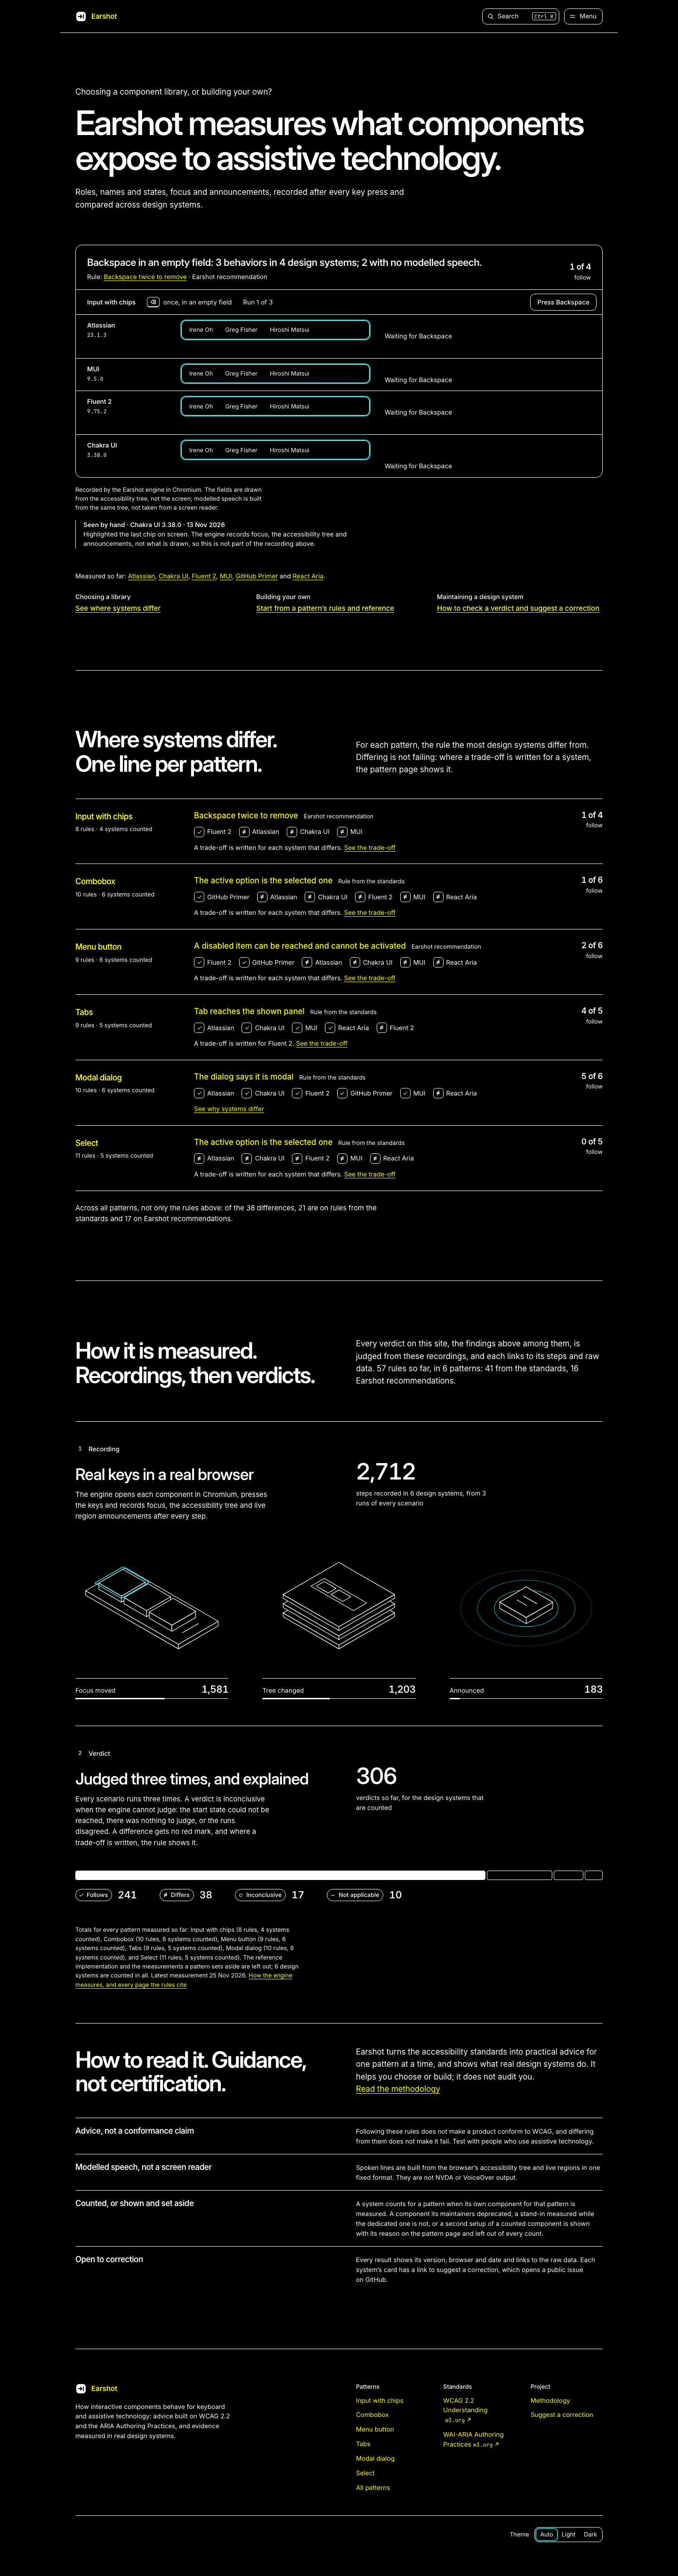 Earshot
Search Ctrl K
Menu
Choosing a component library, or building your own?
Earshot measures what components
expose to assistive technology.
Roles, names and states, focus and announcements, recorded after every key press and
compared across design systems.
Backspace in an empty field: 3 behaviors in 4 design systems; 2 with no modelled speech.
Rule: Backspace twice to remove · Earshot recommendation
1 of 4
follow
Input with chips
once, in an empty field
Run 1 of 3
Press Backspace
Atlassian
23.1.3
Irene Oh Greg Fisher Hiroshi Matsui
Waiting for Backspace
MUI
9.5.0
Irene Oh Greg Fisher Hiroshi Matsui
Waiting for Backspace
Fluent 2
9.75.2
Irene Oh Greg Fisher Hiroshi Matsui
Waiting for Backspace
Chakra UI
3.38.0
Irene Oh Greg Fisher Hiroshi Matsui
Waiting for Backspace
Recorded by the Earshot engine in Chromium. The fields are drawn
from the accessibility tree, not the screen; modelled speech is built
from the same tree, not taken from a screen reader.
Seen by hand · Chakra UI 3.38.0 · 13 Nov 2026
Highlighted the last chip on screen. The engine records focus, the accessibility tree and
announcements, not what is drawn, so this is not part of the recording above.
Measured so far: Atlassian, Chakra UI, Fluent 2, MUI, GitHub Primer and React Aria.
Choosing a library
See where systems differ
Building your own
Start from a pattern's rules and reference
Maintaining a design system
How to check a verdict and suggest a correction
Where systems differ.
One line per pattern.
For each pattern, the rule the most design systems differ from.
Differing is not failing: where a trade-off is written for a system,
the pattern page shows it.
Input with chips
8 rules · 4 systems counted
Backspace twice to remove Earshot recommendation
✓ Fluent 2 ≠ Atlassian ≠ Chakra UI ≠ MUI
A trade-off is written for each system that differs. See the trade-off
1 of 4
follow
Combobox
10 rules · 6 systems counted
The active option is the selected one Rule from the standards
✓ GitHub Primer ≠ Atlassian ≠ Chakra UI ≠ Fluent 2 ≠ MUI ≠ React Aria
A trade-off is written for each system that differs. See the trade-off
1 of 6
follow
Menu button
9 rules · 6 systems counted
A disabled item can be reached and cannot be activated Earshot recommendation
✓ Fluent 2 ✓ GitHub Primer ≠ Atlassian ≠ Chakra UI ≠ MUI ≠ React Aria
A trade-off is written for each system that differs. See the trade-off
2 of 6
follow
Tabs
9 rules · 5 systems counted
Tab reaches the shown panel Rule from the standards
✓ Atlassian ✓ Chakra UI ✓ MUI ✓ React Aria ≠ Fluent 2
A trade-off is written for Fluent 2. See the trade-off
4 of 5
follow
Modal dialog
10 rules · 6 systems counted
The dialog says it is modal Rule from the standards
✓ Atlassian ✓ Chakra UI ✓ Fluent 2 ✓ GitHub Primer ✓ MUI ≠ React Aria
See why systems differ
5 of 6
follow
Select
11 rules · 5 systems counted
The active option is the selected one Rule from the standards
≠ Atlassian ≠ Chakra UI ≠ Fluent 2 ≠ MUI ≠ React Aria
A trade-off is written for each system that differs. See the trade-off
0 of 5
follow
Across all patterns, not only the rules above: of the 38 differences, 21 are on rules from the
standards and 17 on Earshot recommendations.
How it is measured.
Recordings, then verdicts.
Every verdict on this site, the findings above among them, is
judged from these recordings, and each links to its steps and raw
data. 57 rules so far, in 6 patterns: 41 from the standards, 16
Earshot recommendations.
1 Recording
Real keys in a real browser
The engine opens each component in Chromium, presses
the keys and records focus, the accessibility tree and live
region announcements after every step.
2,712
steps recorded in 6 design systems, from 3
runs of every scenario
Focus moved 1,581
Tree changed 1,203
Announced 183
2 Verdict
Judged three times, and explained
Every scenario runs three times. A verdict is inconclusive
when the engine cannot judge: the start state could not be
reached, there was nothing to judge, or the runs
disagreed. A difference gets no red mark, and where a
trade-off is written, the rule shows it.
306
verdicts so far, for the design systems that
are counted
✓ Follows 241
≠ Differs 38
○ Inconclusive 17
– Not applicable 10
Totals for every pattern measured so far: Input with chips (8 rules, 4 systems
counted), Combobox (10 rules, 6 systems counted), Menu button (9 rules, 6
systems counted), Tabs (9 rules, 5 systems counted), Modal dialog (10 rules, 6
systems counted), and Select (11 rules, 5 systems counted). The reference
implementation and the measurements a pattern sets aside are left out; 6 design
systems are counted in all. Latest measurement 25 Nov 2026. How the engine
measures, and every page the rules cite
How to read it. Guidance,
not certification.
Earshot turns the accessibility standards into practical advice for
one pattern at a time, and shows what real design systems do. It
helps you choose or build; it does not audit you.
Read the methodology
Advice, not a conformance claim
Following these rules does not make a product conform to WCAG, and differing
from them does not make it fail. Test with people who use assistive technology.
Modelled speech, not a screen reader
Spoken lines are built from the browser's accessibility tree and live regions in one
fixed format. They are not NVDA or VoiceOver output.
Counted, or shown and set aside
A system counts for a pattern when its own component for that pattern is
measured. A component its maintainers deprecated, a stand-in measured while
the dedicated one is not, or a second setup of a counted component is shown
with its reason on the pattern page and left out of every count.
Open to correction
Every result shows its version, browser and date and links to the raw data. Each
system's card has a link to suggest a correction, which opens a public issue
on GitHub.
Earshot
How interactive components behave for keyboard
and assistive technology: advice built on WCAG 2.2
and the ARIA Authoring Practices, and evidence
measured in real design systems.
Patterns
Input with chips
Combobox
Menu button
Tabs
Modal dialog
Select
All patterns
Standards
WCAG 2.2
Understanding
w3.org ↗
WAI-ARIA Authoring
Practices w3.org ↗
Project
Methodology
Suggest a correction
Theme Auto Light Dark